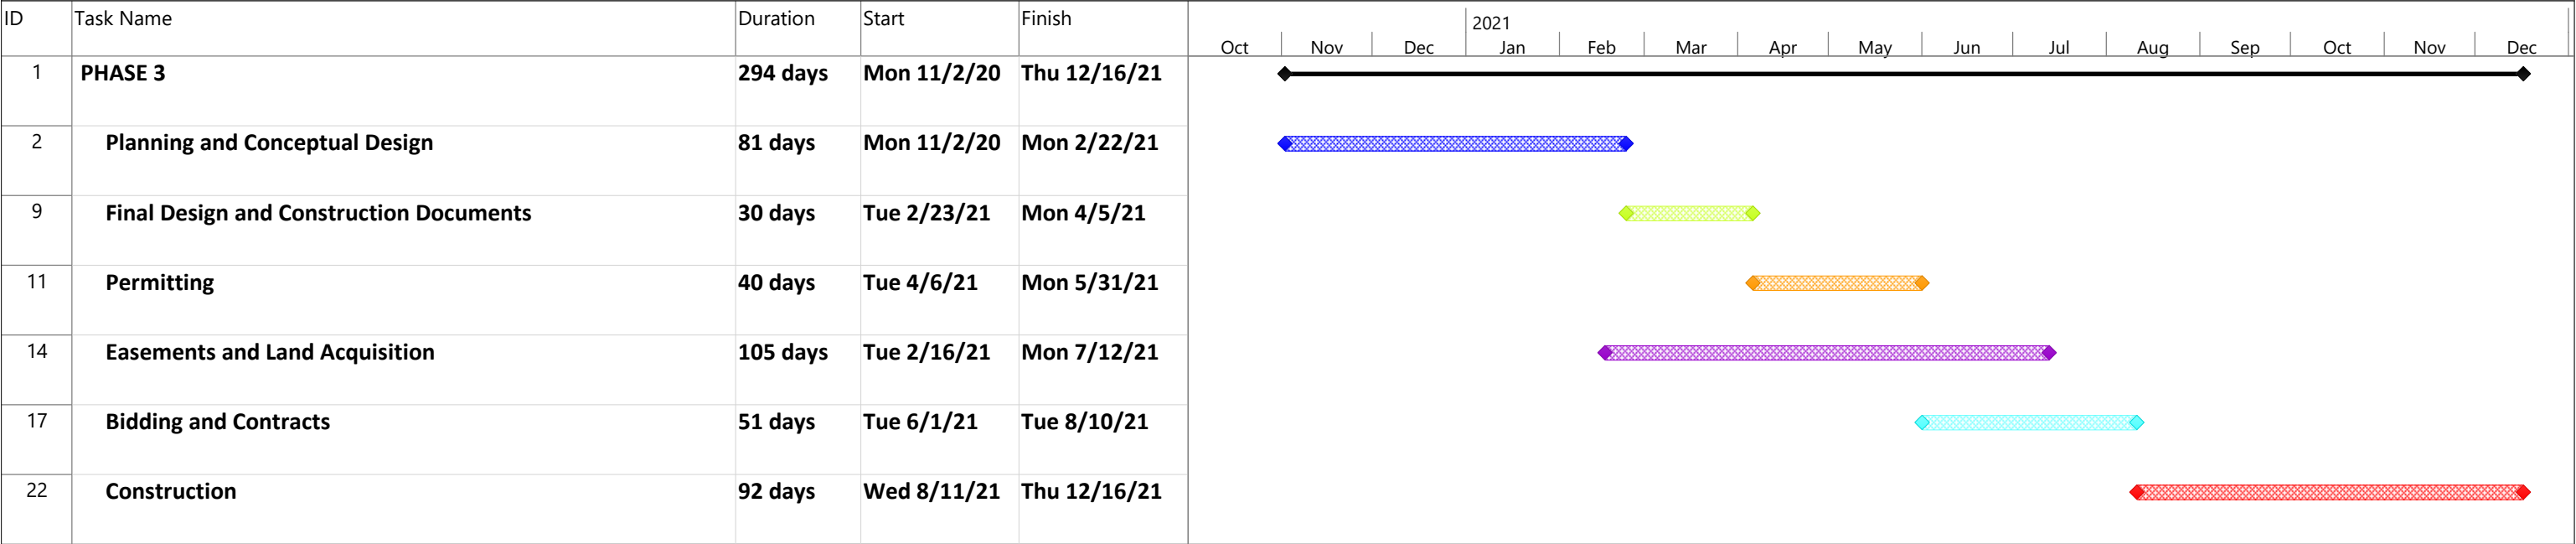 ID Task Name Duration Start Finish
2021
Oct Nov Dec Jan Feb Mar Apr May Jun Jul Aug Sep Oct Nov Dec
1 PHASE 3 294 days Mon 11/2/20 Thu 12/16/21
2 Planning and Conceptual Design 81 days Mon 11/2/20 Mon 2/22/21
9 Final Design and Construction Documents 30 days Tue 2/23/21 Mon 4/5/21
11 Permitting 40 days Tue 4/6/21 Mon 5/31/21
14 Easements and Land Acquisition 105 days Tue 2/16/21 Mon 7/12/21
17 Bidding and Contracts 51 days Tue 6/1/21 Tue 8/10/21
22 Construction 92 days Wed 8/11/21 Thu 12/16/21